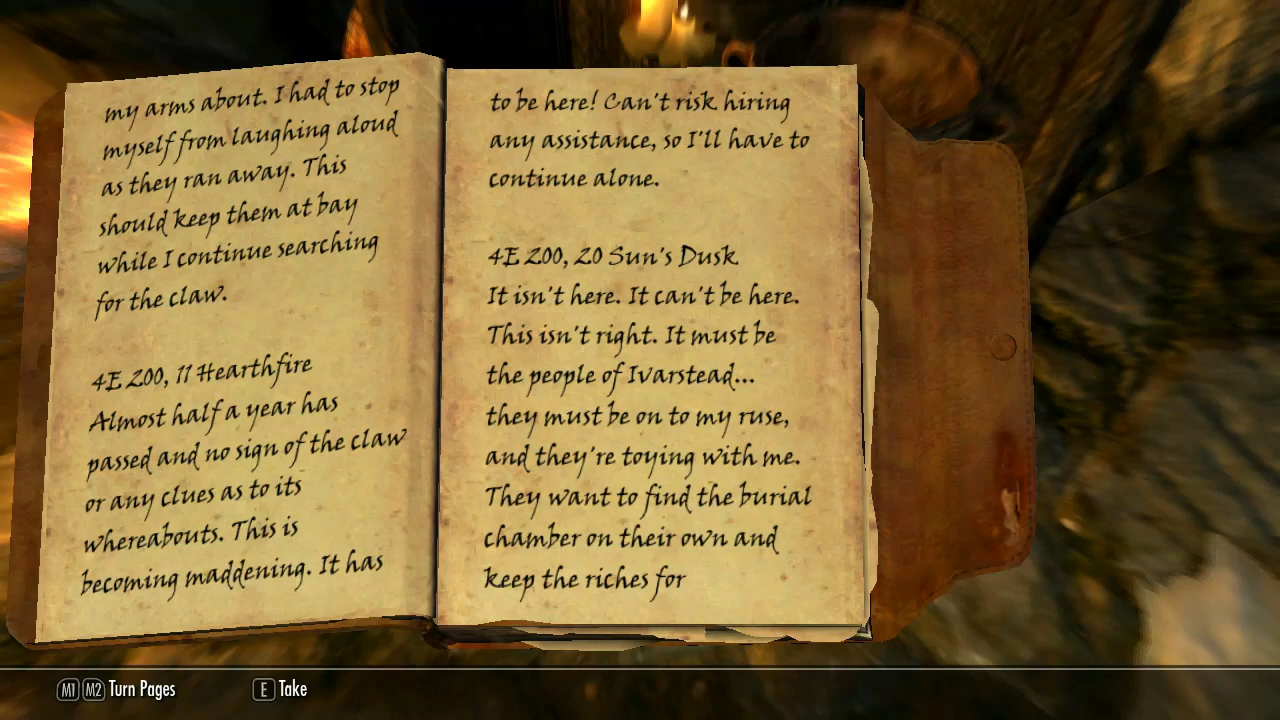 my arms about. I had to stop
myself from laughing aloud
as they ran away. This
should keep them at bay
while I continue searching
for the claw.
4E 200, 11 Hearthfire
Almost half a year has
passed and no sign of the claw
or any clues as to its
whereabouts. This is
becoming maddening. It has
to be here! Can't risk hiring
any assistance, so I'll have to
continue alone.
4E 200, 20 Sun's Dusk
It isn't here. It can't be here.
This isn't right. It must be
the people of Ivarstead...
they must be on to my ruse,
and they're toying with me.
They want to find the burial
chamber on their own and
keep the riches for
M1 M2 Turn Pages
E Take